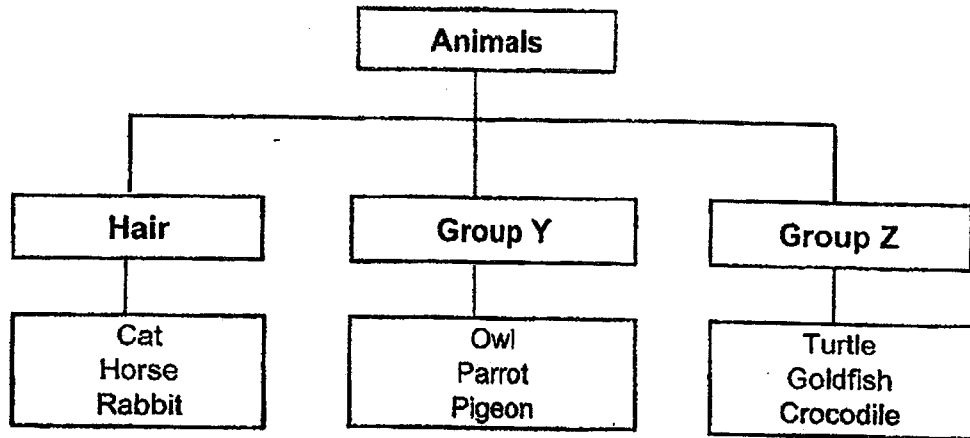 Animals
Hair
Group Y
Group Z
Cat
Horse
Rabbit
Owl
Parrot
Pigeon
Turtle
Goldfish
Crocodile